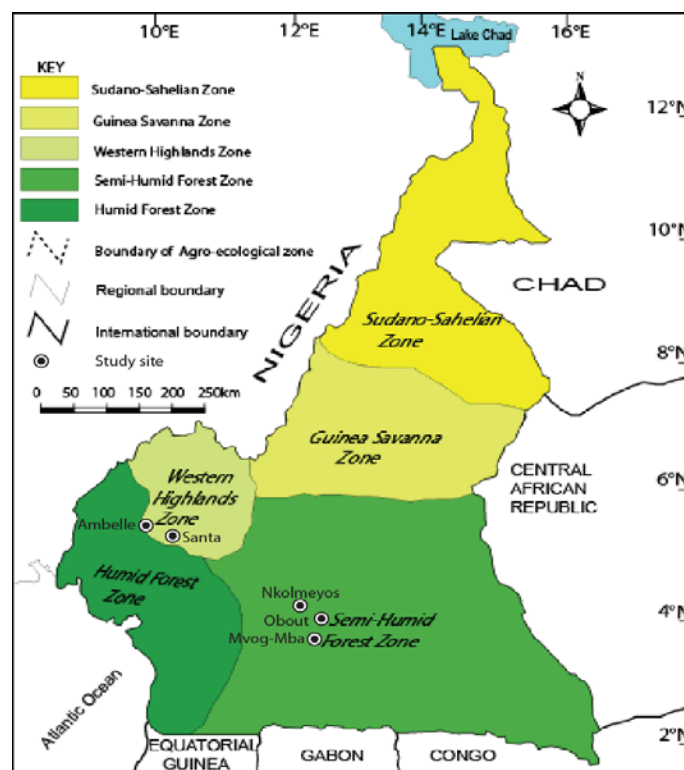 10°E 12°E 14°E 16°E
Lake Chad
KEY
Sudano-Sahelian Zone
Guinea Savanna Zone
Western Highlands Zone
Semi-Humid Forest Zone
Humid Forest Zone
Boundary of Agro-ecological zone
Regional boundary
International boundary
Study site
0 50 100 150 200 250km
12°N
10°N
8°N
6°N
4°N
2°N
NIGERIA
CHAD
Sudano-Sahelian
Zone
Guinea Savanna
Zone
CENTRAL
AFRICAN
REPUBLIC
Western
Highlands
Zone
Ambelle
Santa
Humid Forest
Zone
Nkolmeyos
Obout
Semi-Humid
Mvog-Mba
Forest Zone
Atlantic Ocean
EQUATORIAL
GUINEA
GABON
CONGO